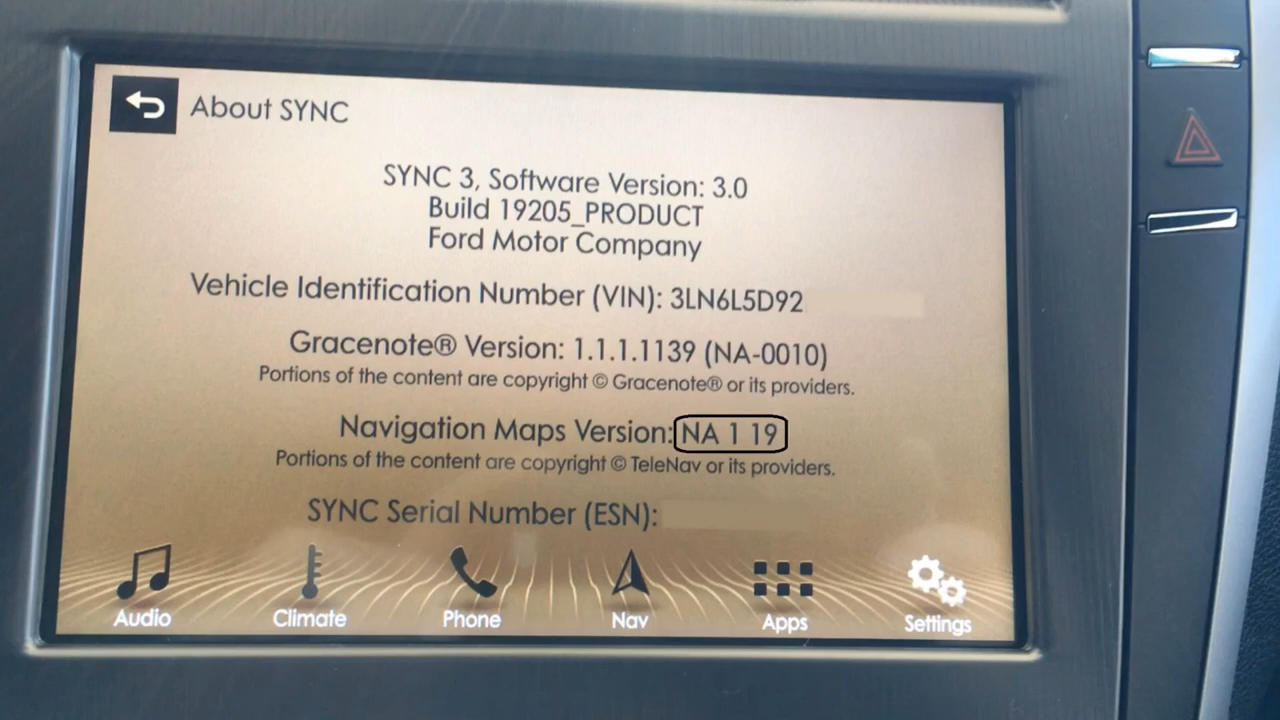 About SYNC
SYNC 3, Software Version: 3.0
Build 19205_PRODUCT
Ford Motor Company
Vehicle Identification Number (VIN): 3LN6L5D92
Gracenote® Version: 1.1.1.1139 (NA-0010)
Portions of the content are copyright © Gracenote® or its providers.
Navigation Maps Version: NA 1 19
Portions of the content are copyright © TeleNav or its providers.
SYNC Serial Number (ESN):
Audio Climate Phone Nav Apps Settings